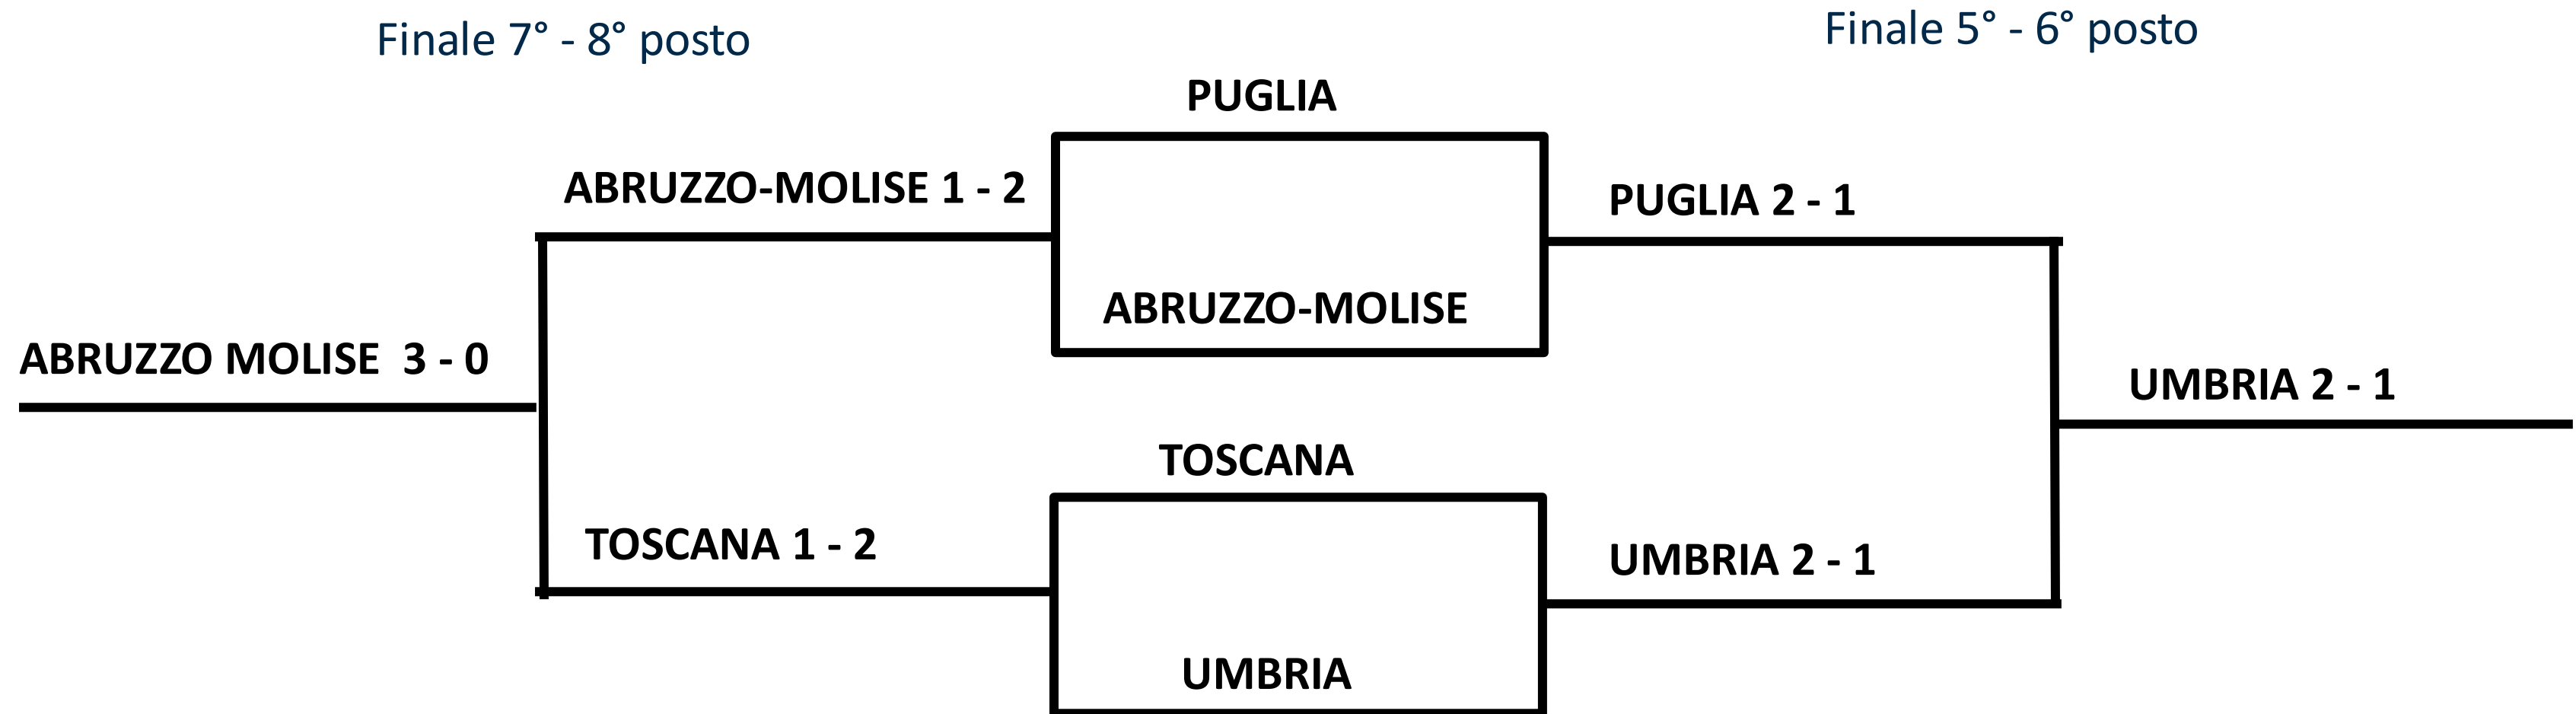 Finale 7° - 8° posto
Finale 5° - 6° posto
PUGLIA
ABRUZZO-MOLISE 1 - 2
PUGLIA 2 - 1
ABRUZZO-MOLISE
ABRUZZO MOLISE  3 - 0
UMBRIA 2 - 1
TOSCANA
TOSCANA 1 - 2
UMBRIA 2 - 1
UMBRIA